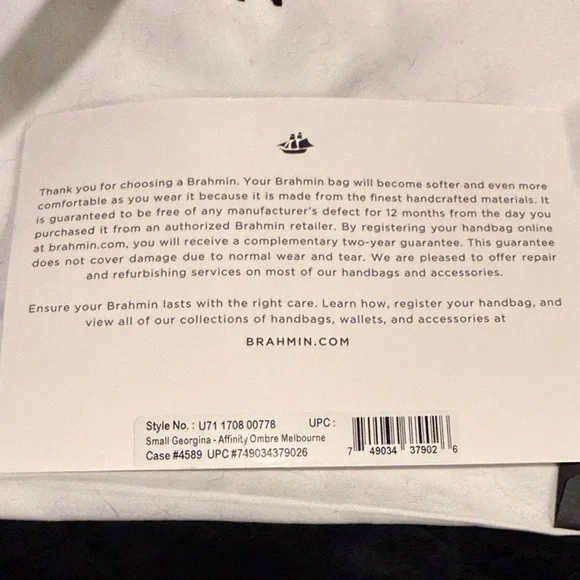 Thank you for choosing a Brahmin. Your Brahmin bag will become softer and even more
comfortable as you wear it because it is made from the finest handcrafted materials. It
is guaranteed to be free of any manufacturer's defect for 12 months from the day you
purchased it from an authorized Brahmin retailer. By registering your handbag online
at brahmin.com, you will receive a complementary two-year guarantee. This guarantee
does not cover damage due to normal wear and tear. We are pleased to offer repair
and refurbishing services on most of our handbags and accessories.
Ensure your Brahmin lasts with the right care. Learn how, register your handbag, and
view all of our collections of handbags, wallets, and accessories at
BRAHMIN.COM
Style No. : U71 1708 00778 UPC :
Small Georgina - Affinity Ombre Melbourne
Case #4589 UPC #749034379026
7 49034 37902 6